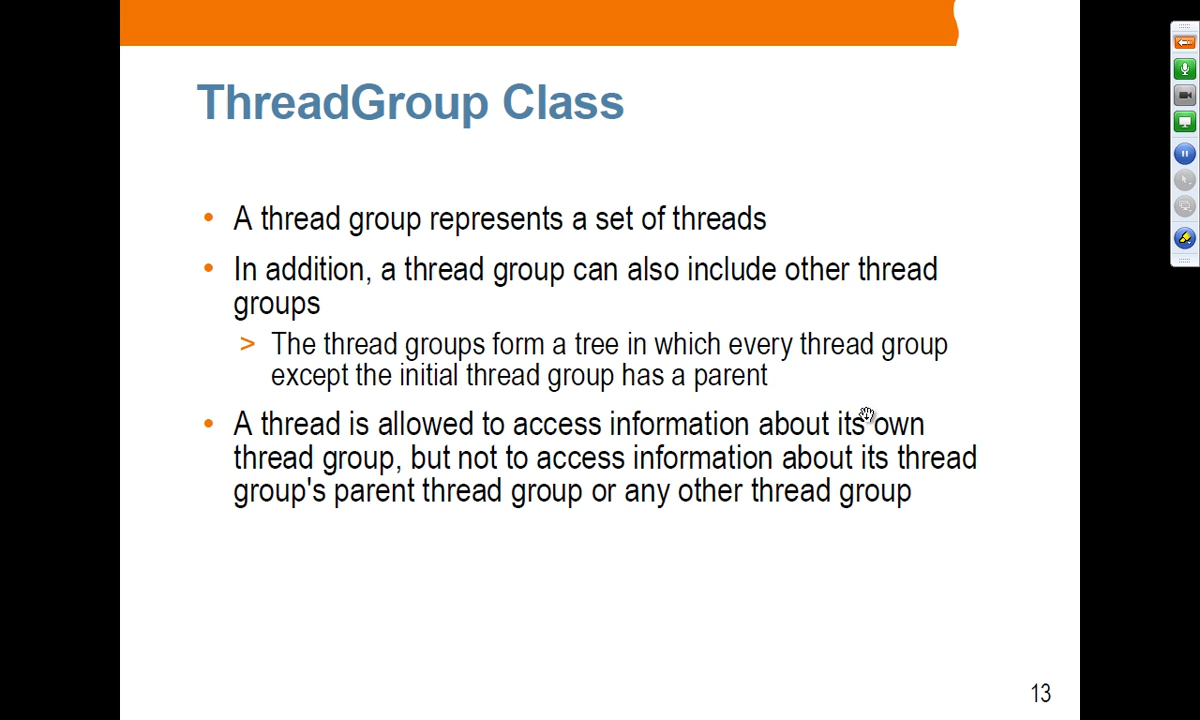 ThreadGroup Class
• A thread group represents a set of threads
• In addition, a thread group can also include other thread
groups
> The thread groups form a tree in which every thread group
except the initial thread group has a parent
• A thread is allowed to access information about its own
thread group, but not to access information about its thread
group's parent thread group or any other thread group
13